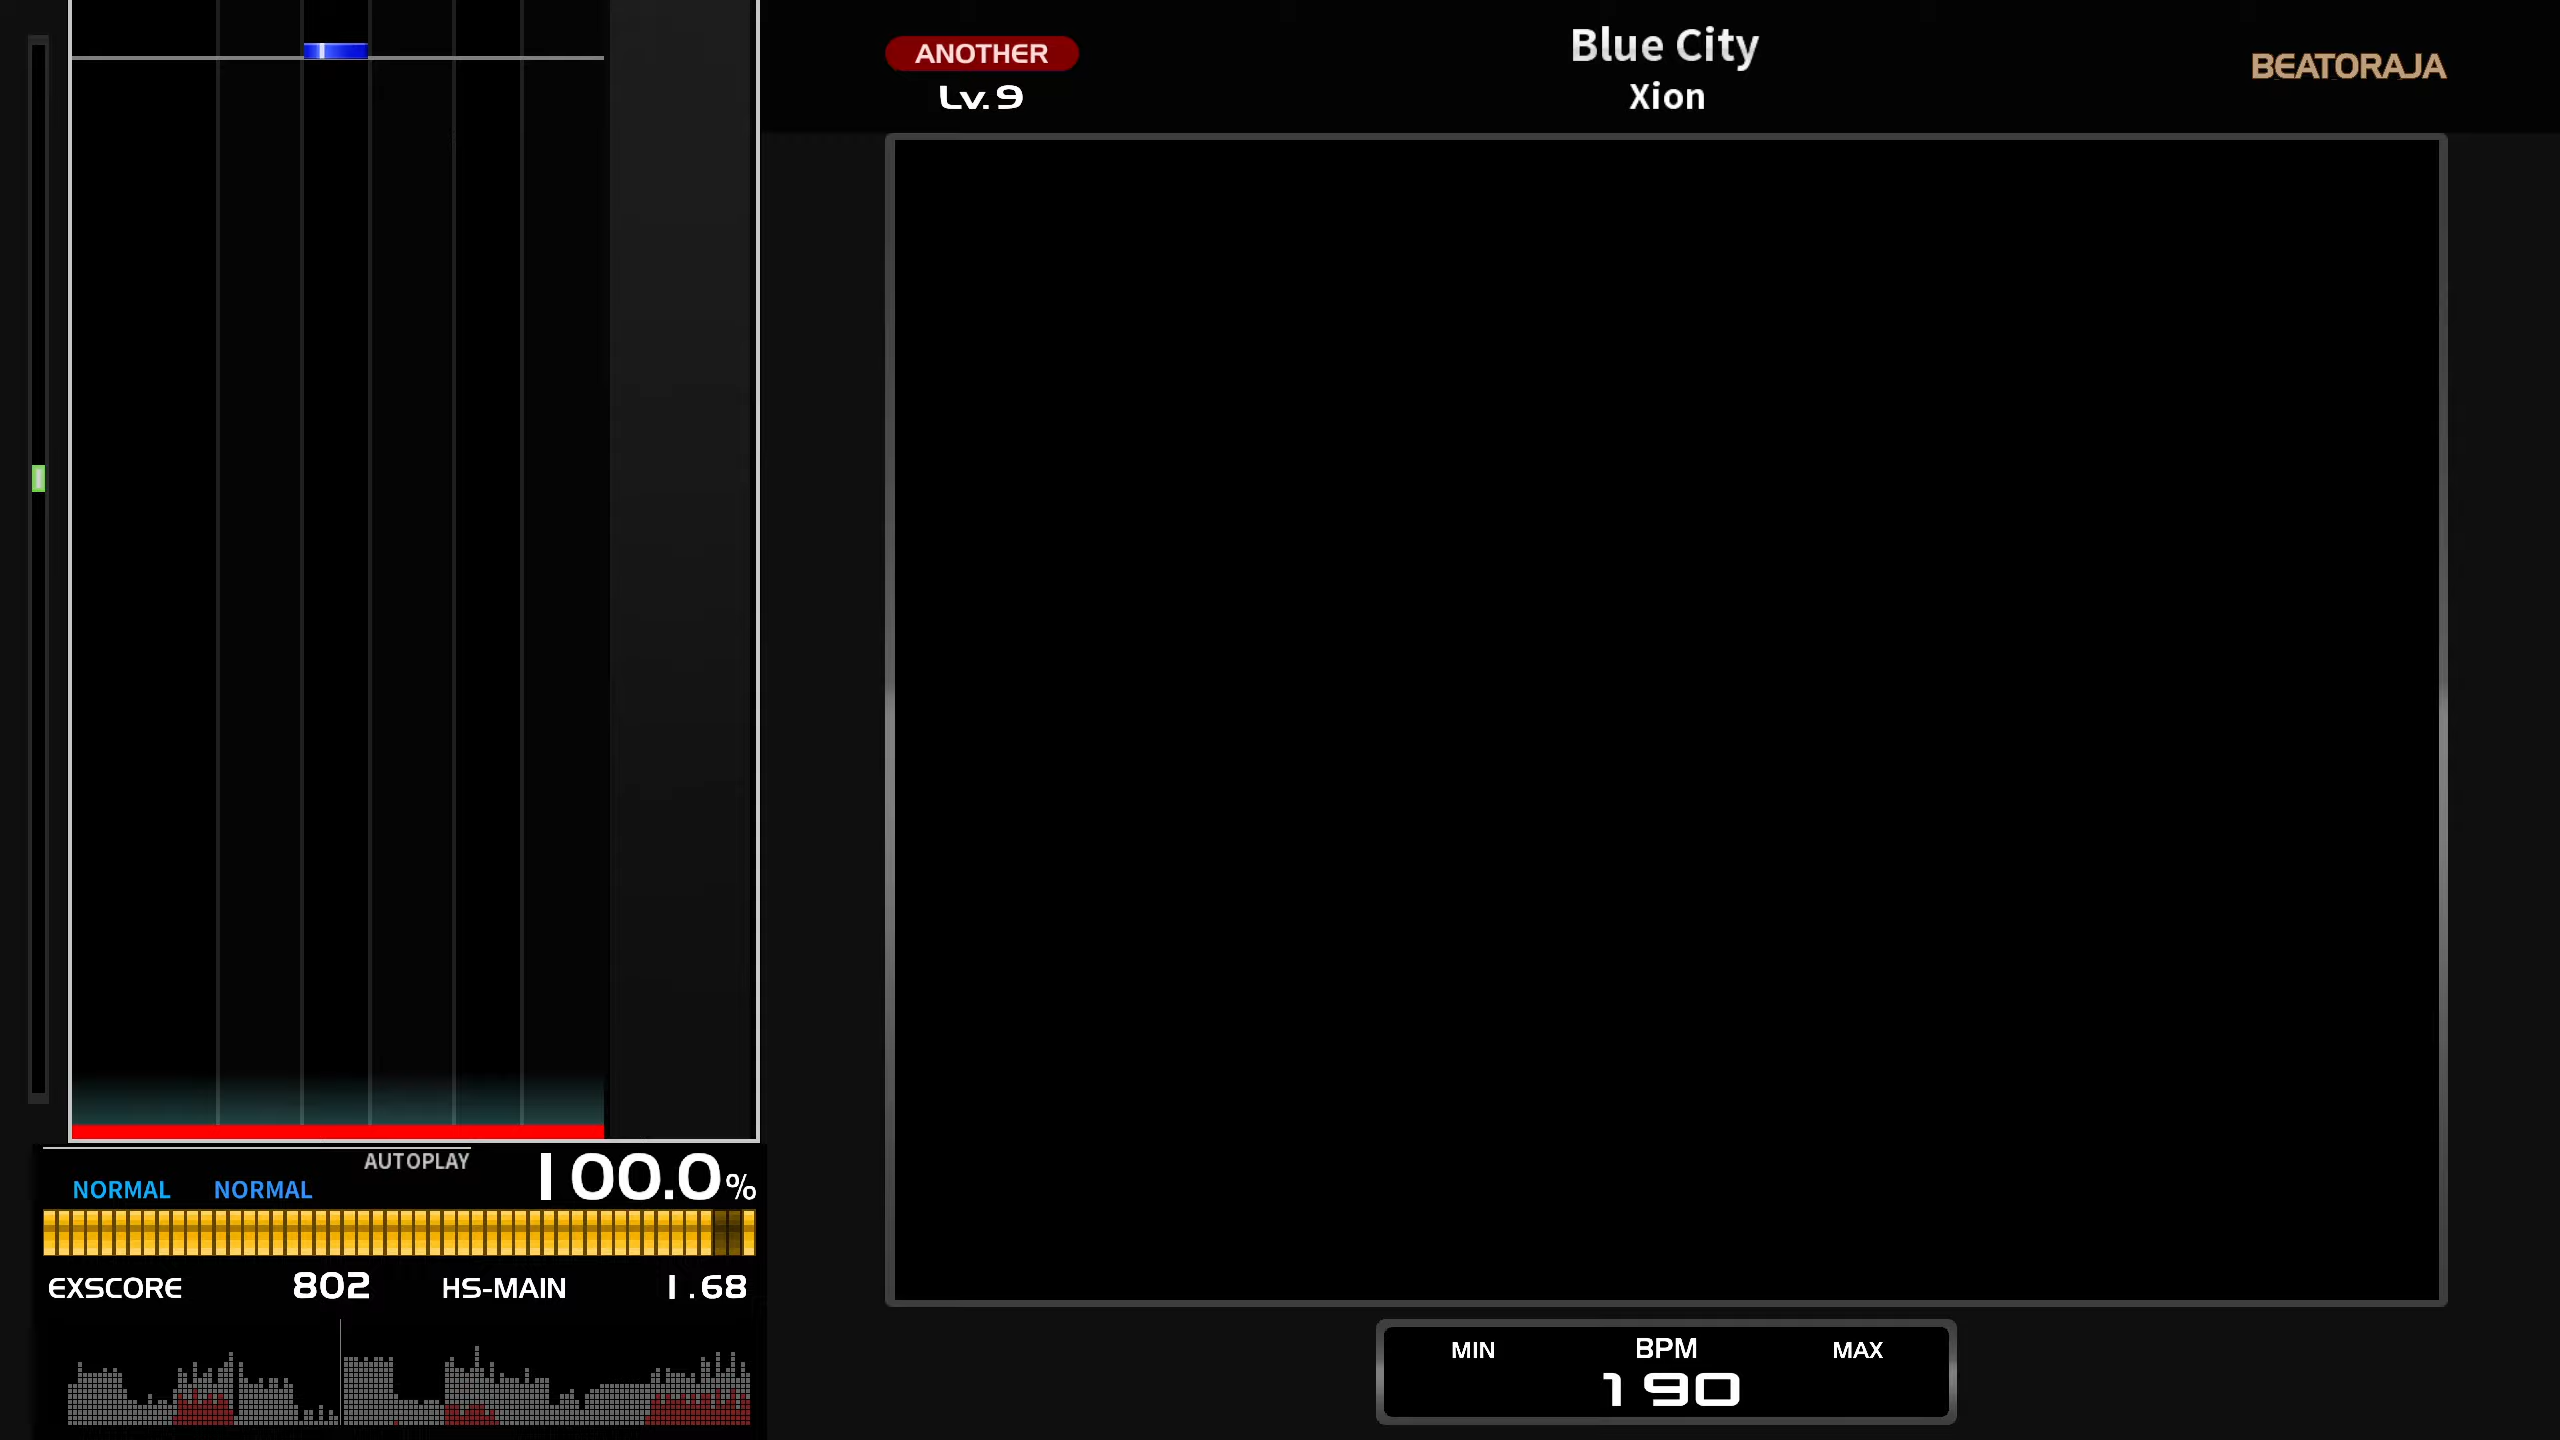 ANOTHER
Lv.9
Blue City
Xion
BEATORAJA
AUTOPLAY
NORMAL NORMAL
100.0%
EXSCORE 802 HS-MAIN 1.68
MIN BPM MAX
190